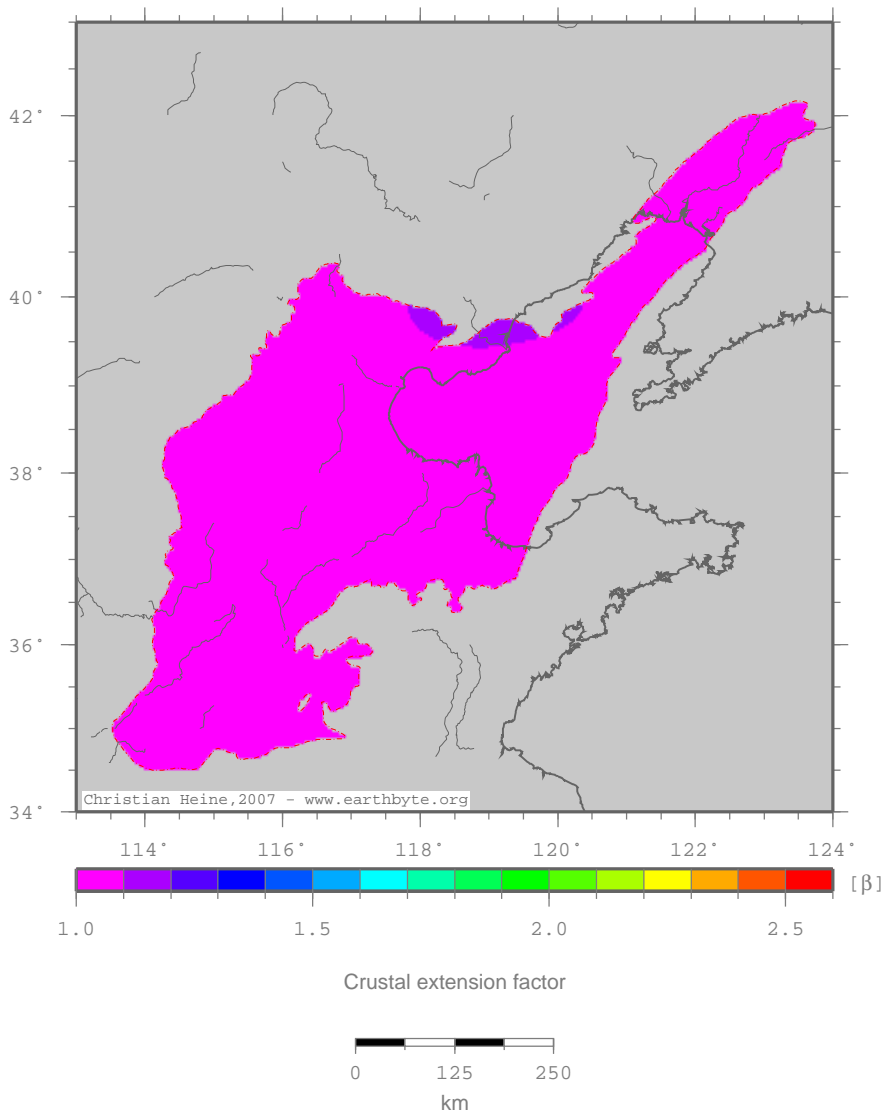 42°
40°
38°
36°
34°
Christian Heine,2007 - www.earthbyte.org
114° 116° 118° 120° 122° 124°
[β]
1.0 1.5 2.0 2.5
Crustal extension factor
0 125 250
km